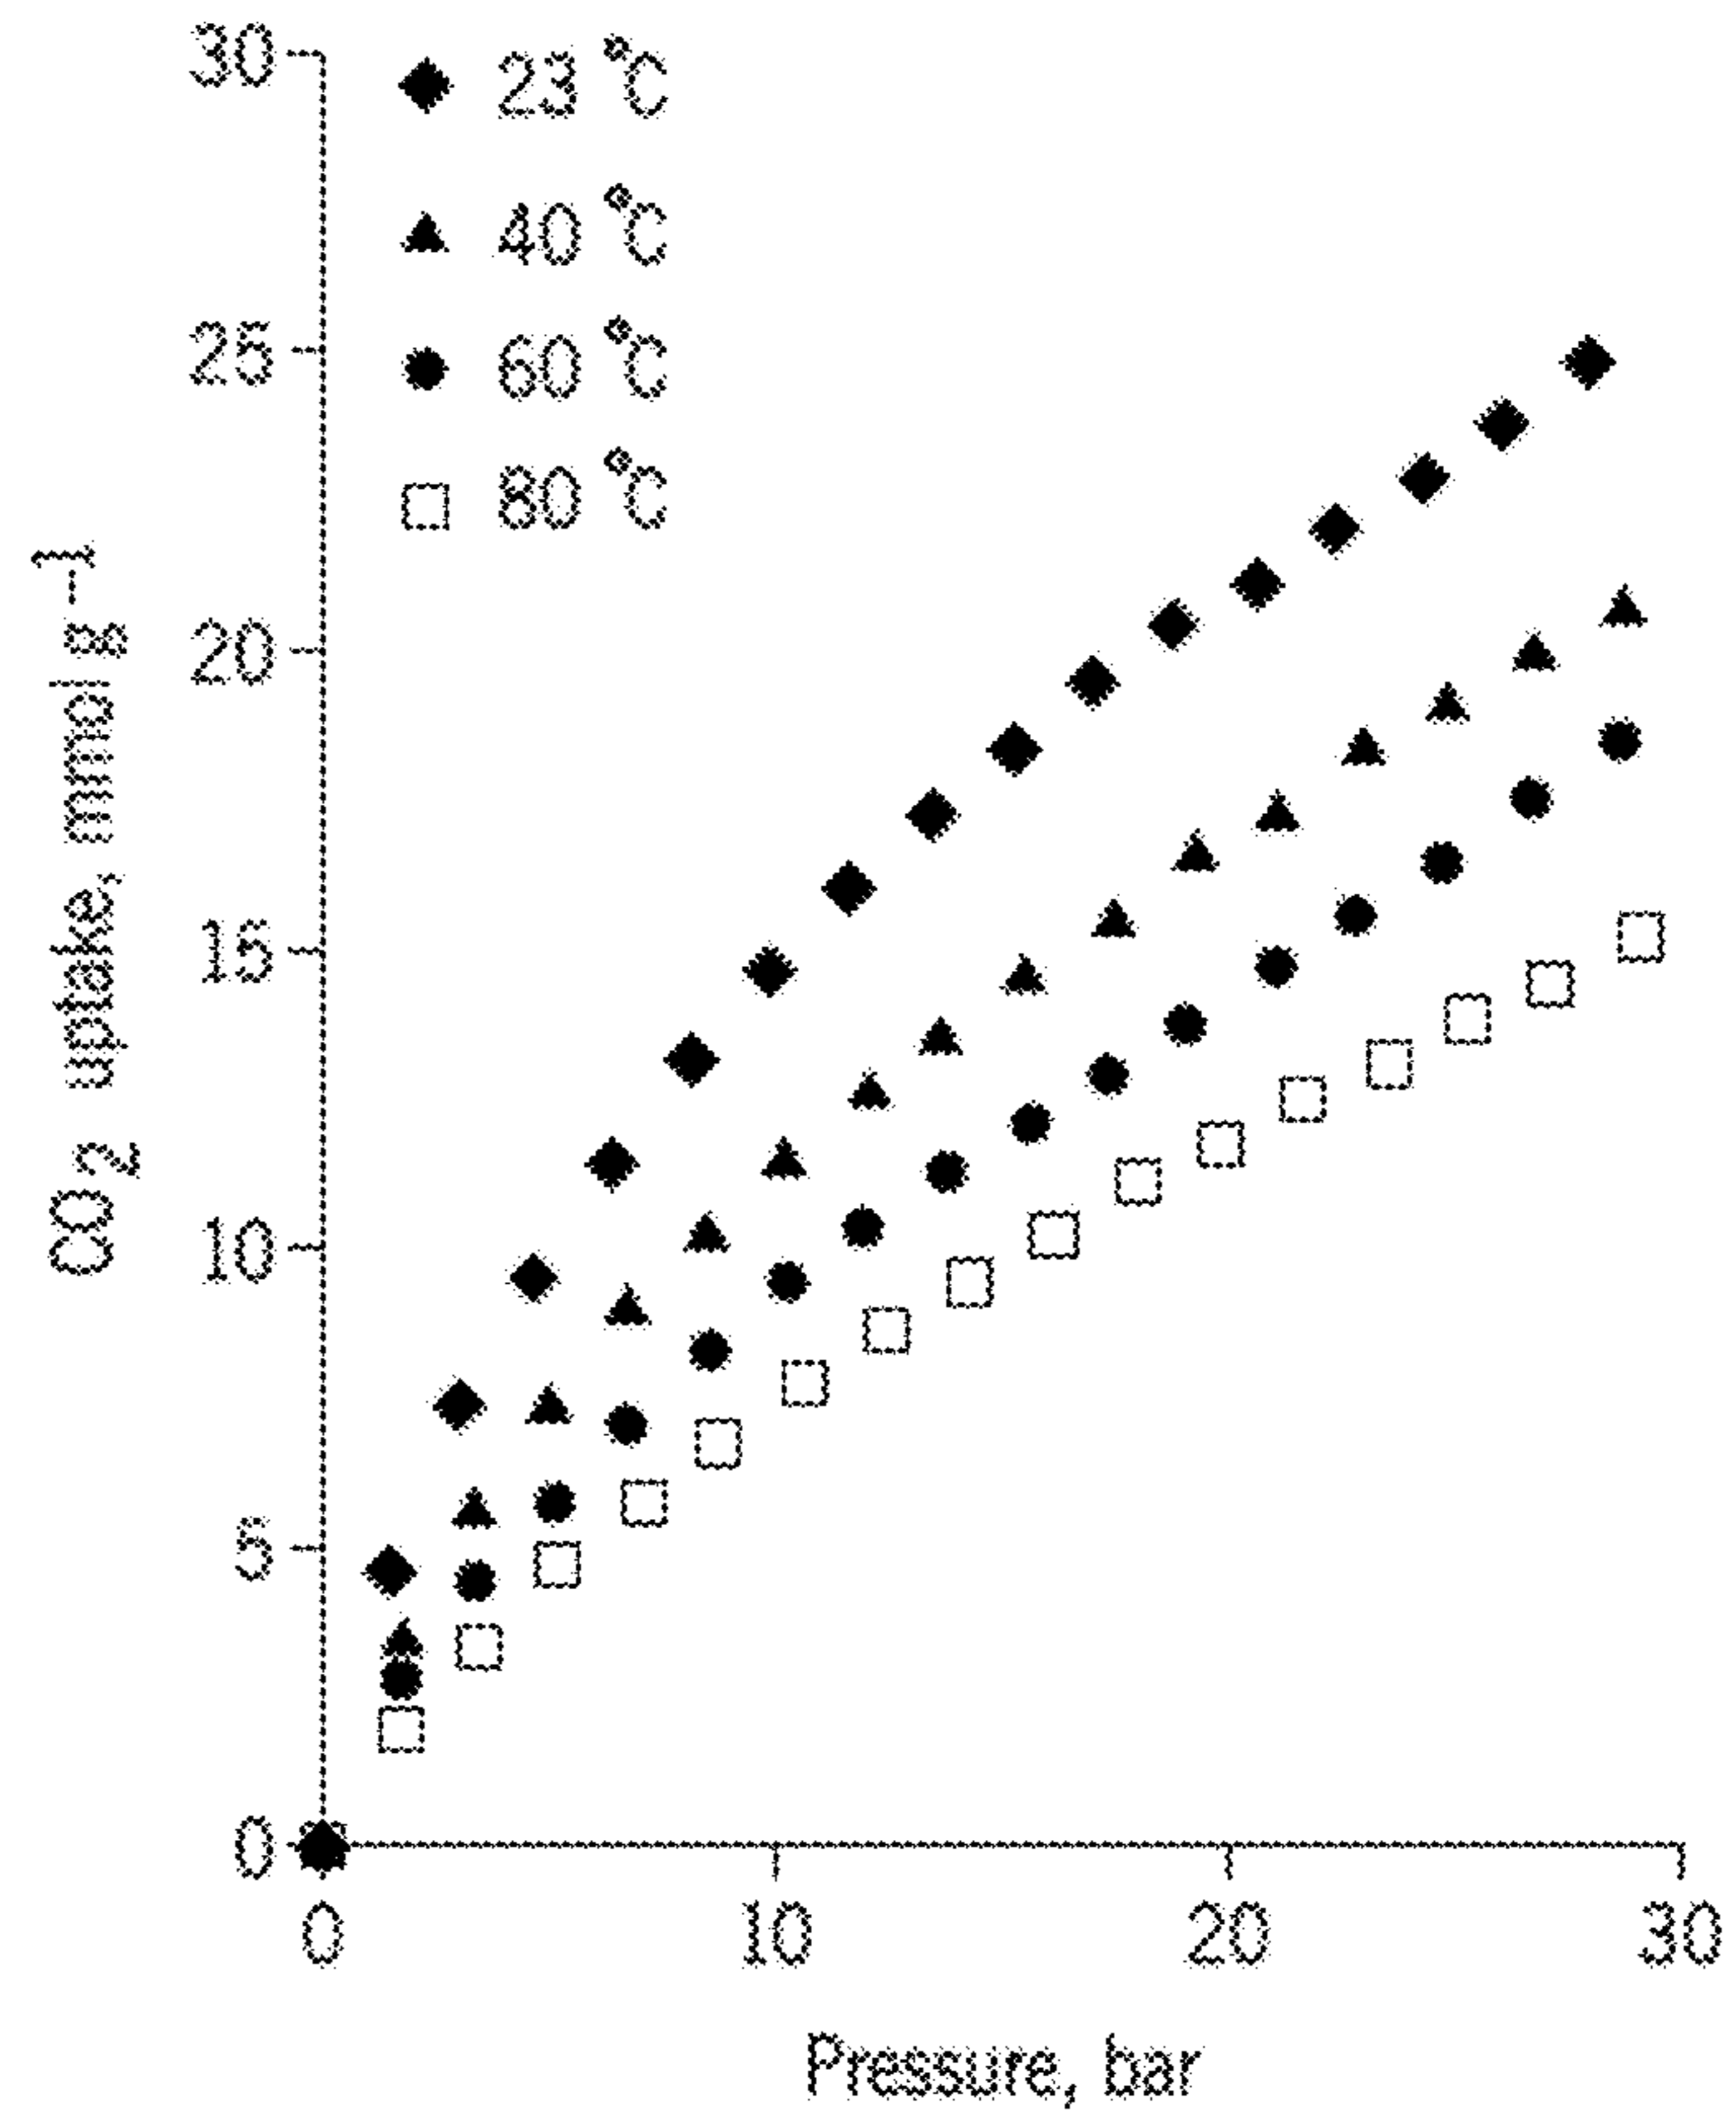 30
25
20
15
10
5
0
23 °C
40 °C
60 °C
80 °C
CO₂ uptake, mmol g⁻¹
0 10 20 30
Pressure, bar